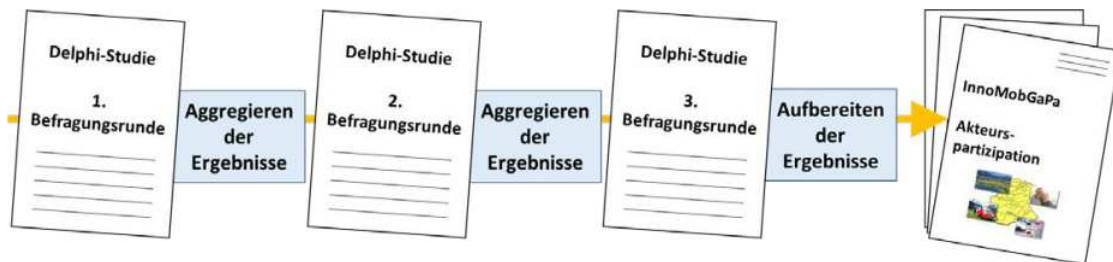 Delphi-Studie
1.
Befragungsrunde
Aggregieren
der
Ergebnisse
Delphi-Studie
2.
Befragungsrunde
Aggregieren
der
Ergebnisse
Delphi-Studie
3.
Befragungsrunde
Aufbereiten
der
Ergebnisse
InnoMobGaPa
Akteurs-
partizipation